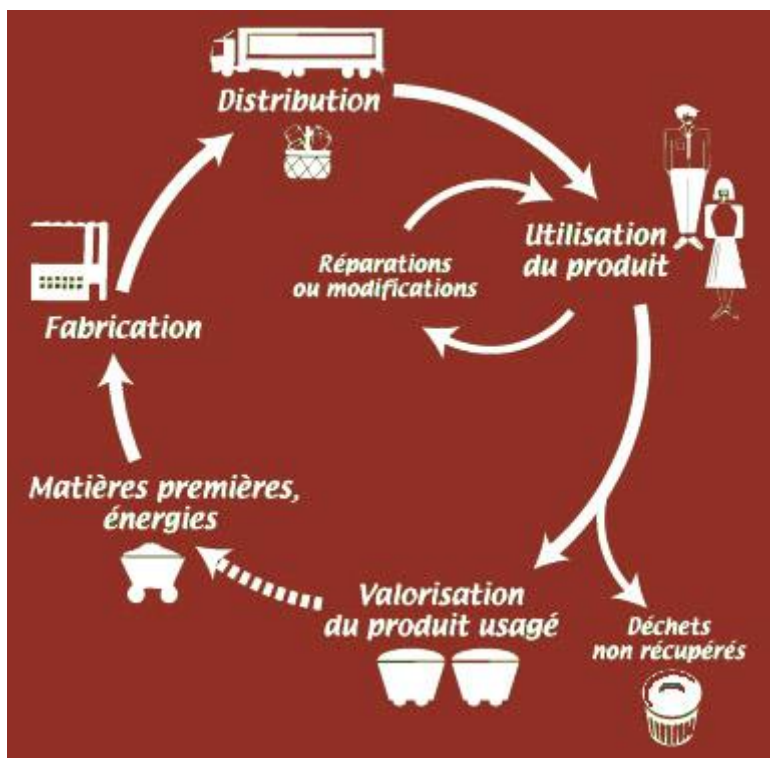 Distribution
Utilisation
du produit
Réparations
ou modifications
Fabrication
Matières premières,
énergies
Valorisation
du produit usagé
Déchets
non récupérés